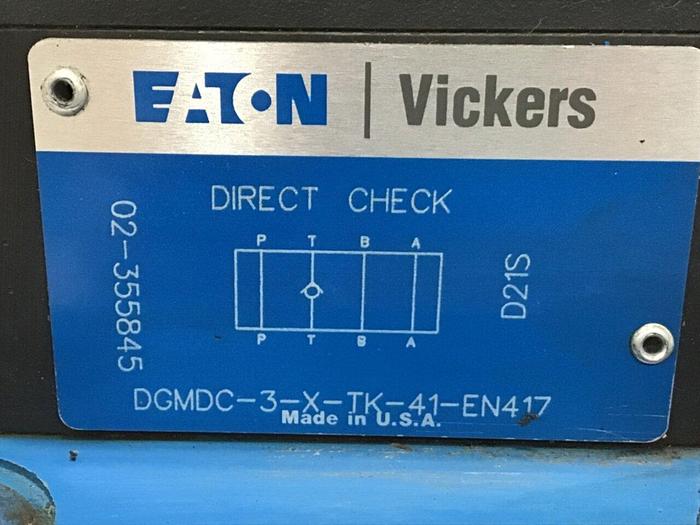 EATON | Vickers
DIRECT CHECK
02-355845
P T B A
P T B A
D21S
DGMDC-3-X-TK-41-EN417
Made in U.S.A.